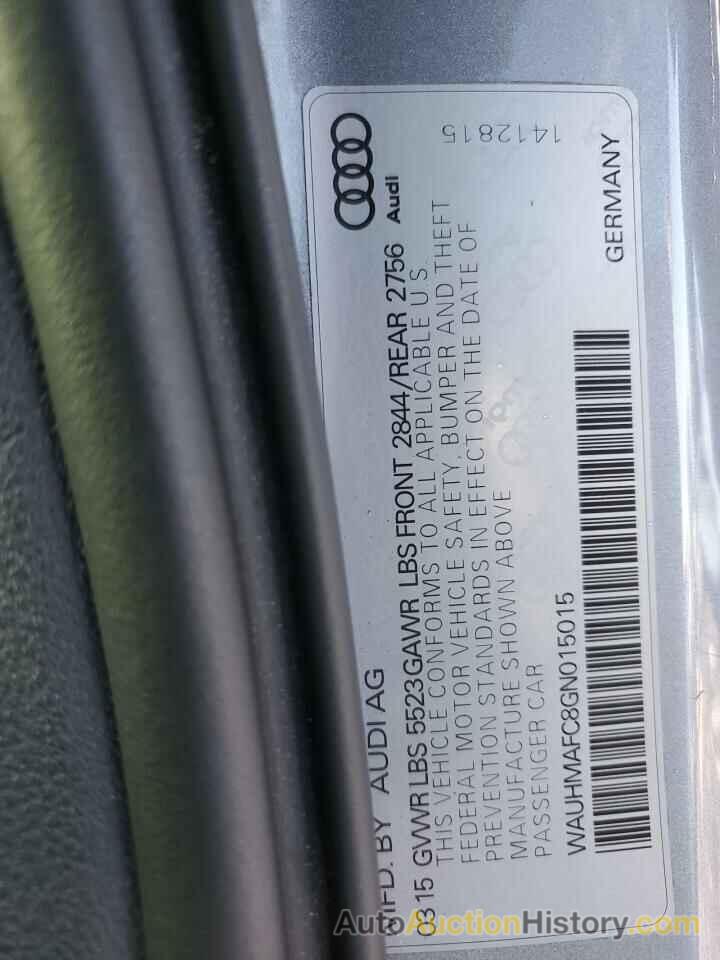 MFD. BY AUDI AG
03 15 GVWR LBS 5523 GAWR LBS FRONT 2844/REAR 2756 Audi
THIS VEHICLE CONFORMS TO ALL APPLICABLE U S
FEDERAL MOTOR VEHICLE SAFETY, BUMPER AND THEFT
PREVENTION STANDARDS IN EFFECT ON THE DATE OF
MANUFACTURE SHOWN ABOVE
PASSENGER CAR
1412815
WAUHMAFC8GN015015
GERMANY
AutoAuctionHistory.com